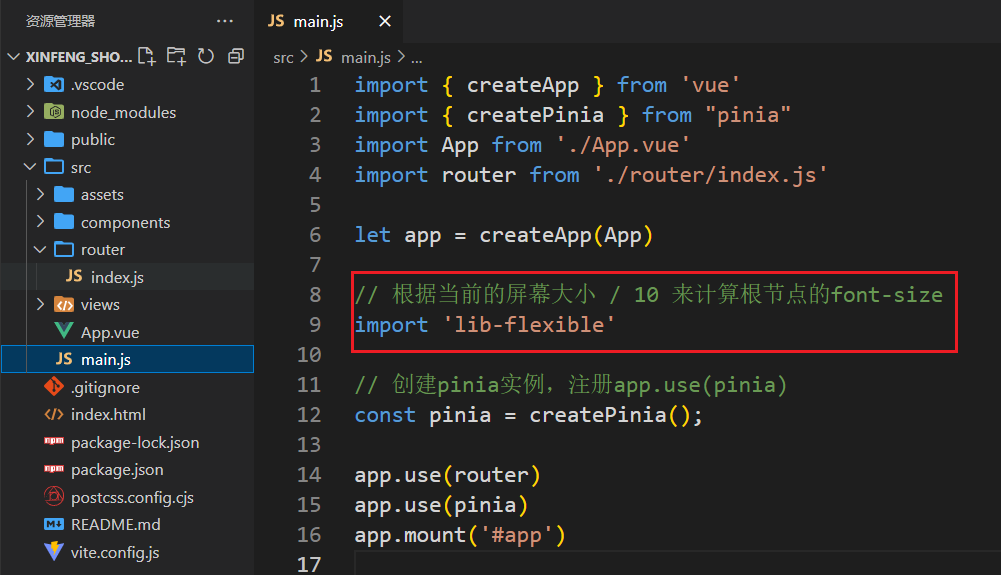 资源管理器
XINFENG_SHO...
.vscode
node_modules
public
src
assets
components
router
JS index.js
views
App.vue
JS main.js
.gitignore
index.html
package-lock.json
package.json
postcss.config.cjs
README.md
vite.config.js
JS main.js
src > JS main.js > ...
1 import { createApp } from 'vue'
2 import { createPinia } from "pinia"
3 import App from './App.vue'
4 import router from './router/index.js'
5
6 let app = createApp(App)
7
8 // 根据当前的屏幕大小 / 10 来计算根节点的font-size
9 import 'lib-flexible'
10
11 // 创建pinia实例，注册app.use(pinia)
12 const pinia = createPinia();
13
14 app.use(router)
15 app.use(pinia)
16 app.mount('#app')
17